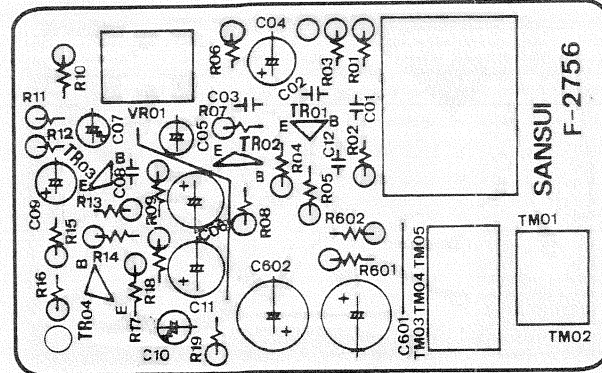 C04
R06
R03
R01
R10
C02
C03
R07
TR01
E
B
C01
R11
R12
C07
VR01
C05
TR03
B
E
C08
E
TR02
B
R04
C12
R02
R05
C09
R13
R09
R08
R15
C06
R602
B
R14
R18
R601
C602
R16
TR04
E
R17
C11
C10
R19
C601
TM03 TM04 TM05
TM01
TM02
SANSUI
F-2756